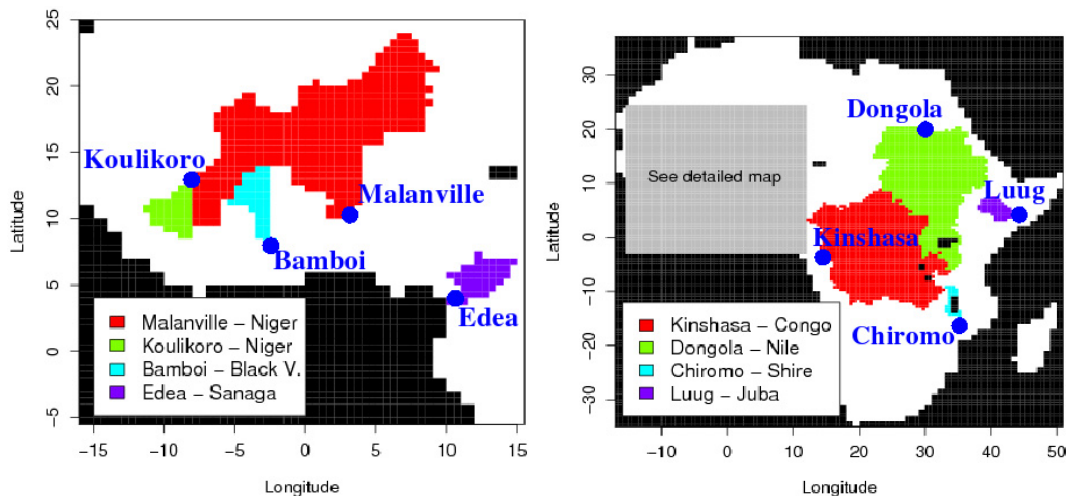 25
20
15
10
5
0
−5
Latitude
Koulikoro
Malanville
Bamboi
Edea
Malanville − Niger
Koulikoro − Niger
Bamboi − Black V.
Edea − Sanaga
−15 −10 −5 0 5 10 15
Longitude
30
20
10
0
−10
−20
−30
Latitude
Dongola
See detailed map
Luug
Kinshasa
Chiromo
Kinshasa − Congo
Dongola − Nile
Chiromo − Shire
Luug − Juba
−10 0 10 20 30 40 50
Longitude